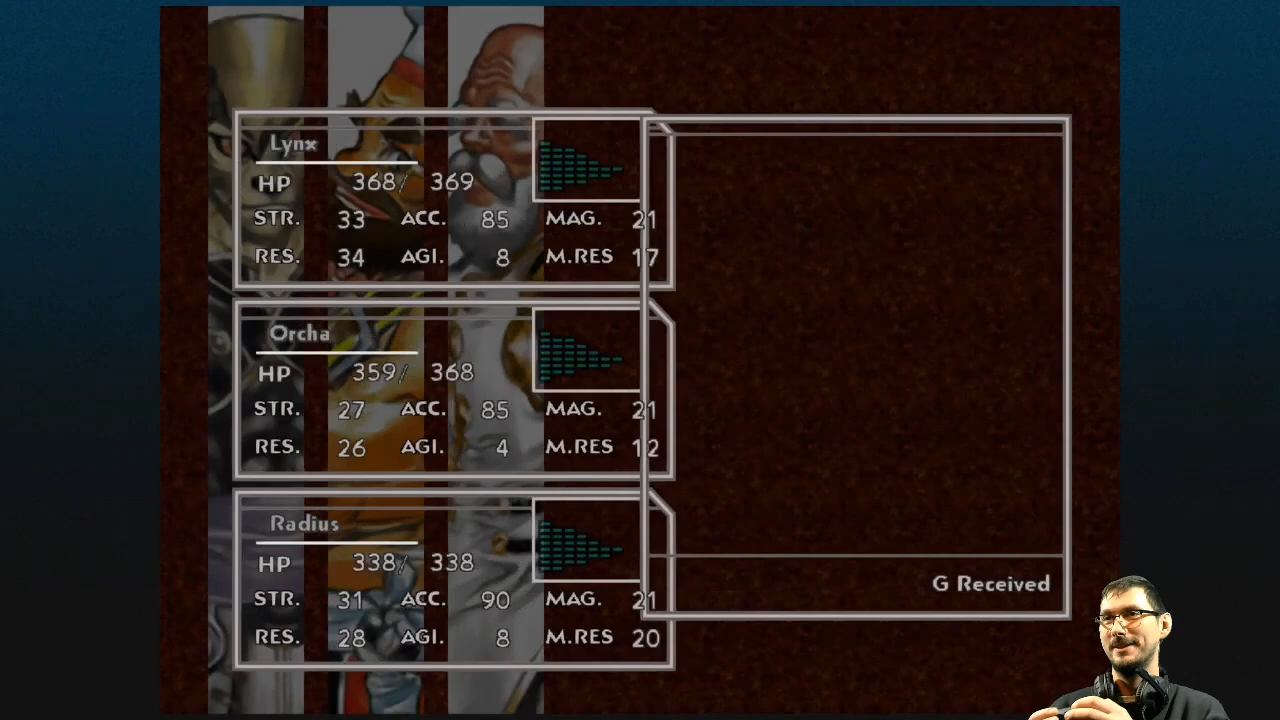 Lynx
HP 368/ 369
STR. 33 ACC. 85 MAG. 21
RES. 34 AGI. 8 M.RES 17
Orcha
HP 359/ 368
STR. 27 ACC. 85 MAG. 21
RES. 26 AGI. 4 M.RES 12
Radius
HP 338/ 338
STR. 31 ACC. 90 MAG. 21
RES. 28 AGI. 8 M.RES 20
G Received